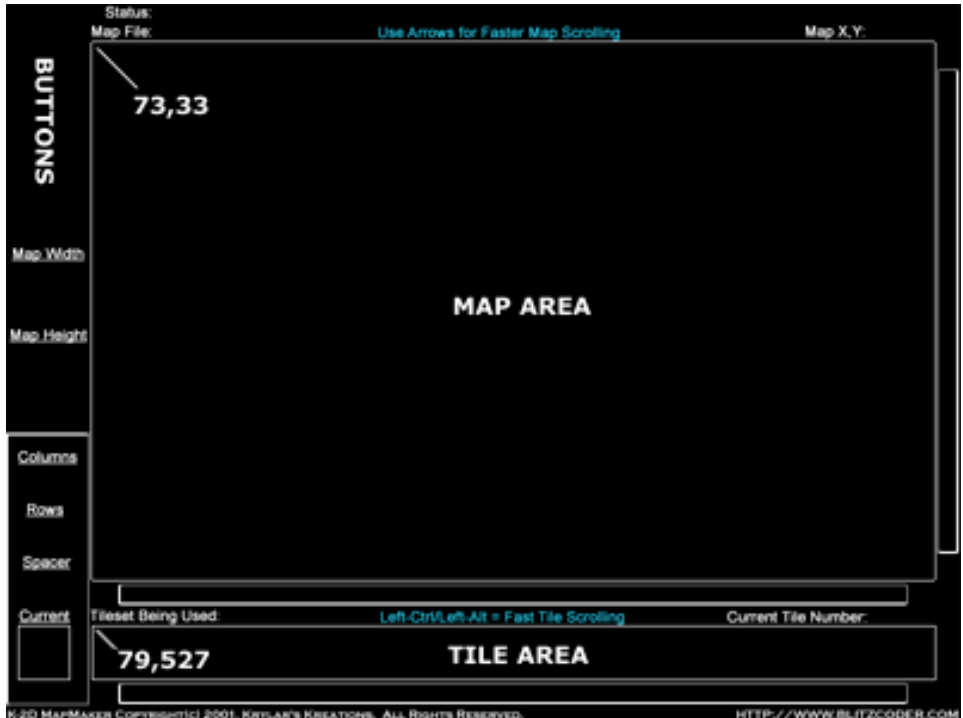 Status:
Map File:
Use Arrows for Faster Map Scrolling
Map X,Y:
BUTTONS
73,33
Map Width
MAP AREA
Map Height
Columns
Rows
Spacer
Current
Tileset Being Used:
Left-Ctrl/Left-Alt = Fast Tile Scrolling
Current Tile Number:
79,527
TILE AREA
K-2D MapMaker Copyright(c) 2001, Krylar's Kreations, All Rights Reserved.
HTTP://WWW.BLITZCODER.COM